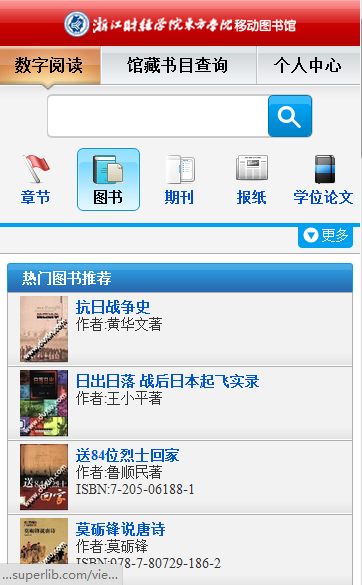 浙江财经学院东方学院移动图书馆
数字阅读 馆藏书目查询 个人中心
章节 图书 期刊 报纸 学位论文
更多
热门图书推荐
抗日战争史
作者:黄华文著
日出日落 战后日本起飞实录
作者:王小平著
送84位烈士回家
作者:鲁顺民著
ISBN:7-205-06188-1
莫砺锋说唐诗
作者:莫砺锋
ISBN:978-7-80729-186-2
...superlib.com/vie...